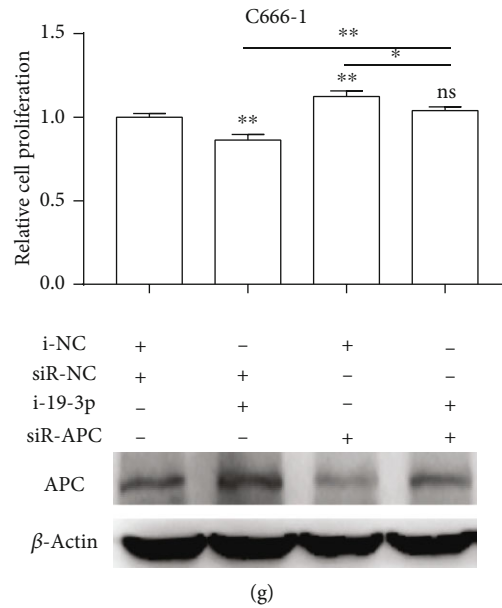 C666-1
Relative cell proliferation
1.5
1.0
0.5
0.0
**
*
**
**
ns
i-NC + – + –
siR-NC + + – –
i-19-3p – + – +
siR-APC – – + +
APC
β-Actin
(g)